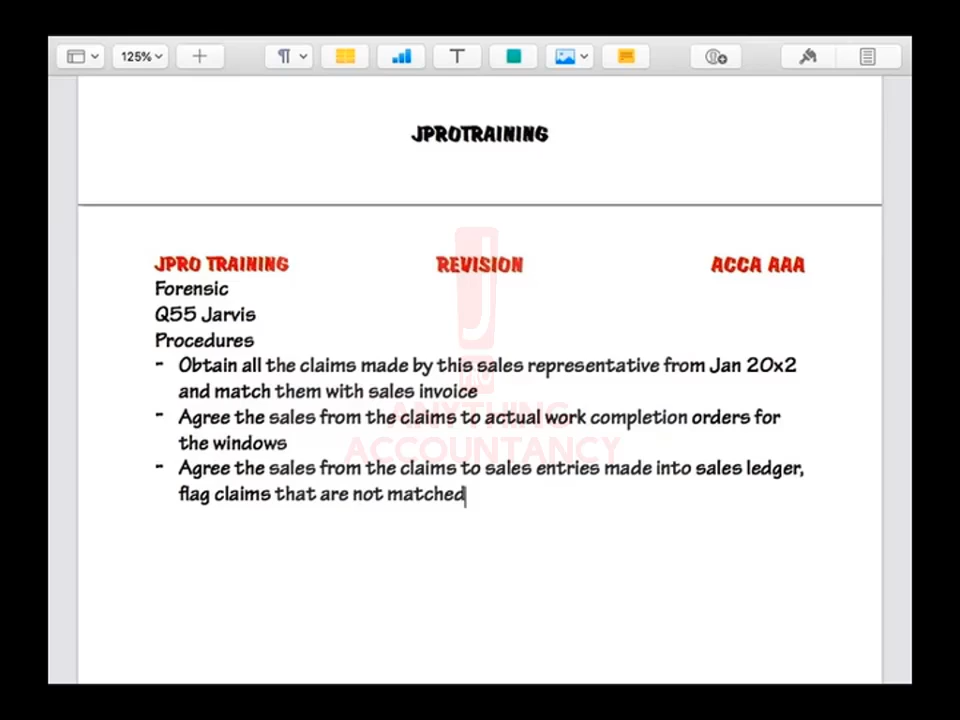 125%
JPROTRAINING
JPRO TRAINING REVISION ACCA AAA
Forensic
Q55 Jarvis
Procedures
- Obtain all the claims made by this sales representative from Jan 20x2
and match them with sales invoice
- Agree the sales from the claims to actual work completion orders for
the windows
- Agree the sales from the claims to sales entries made into sales ledger,
flag claims that are not matched
ANYTHING
ACCOUNTANCY